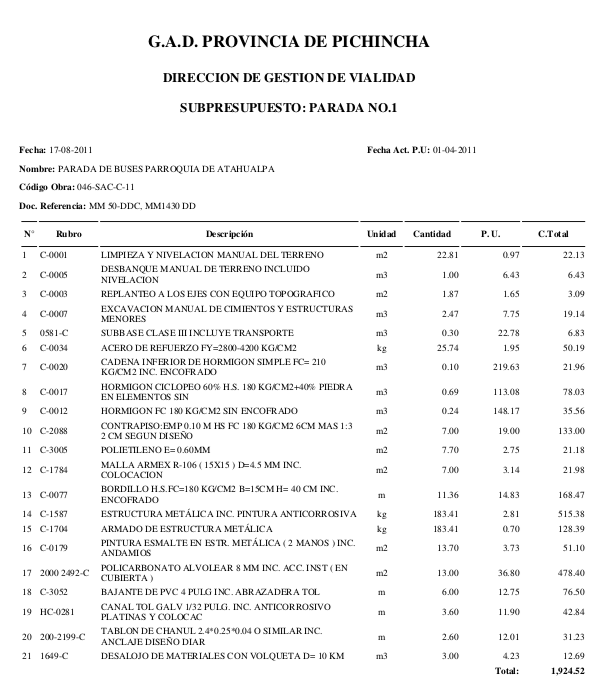 G.A.D. PROVINCIA DE PICHINCHA
DIRECCION DE GESTION DE VIALIDAD
SUBPRESUPUESTO: PARADA NO.1
Fecha: 17-08-2011 Fecha Act. P.U: 01-04-2011
Nombre: PARADA DE BUSES PARROQUIA DE ATAHUALPA
Código Obra: 046-SAC-C-11
Doc. Referencia: MM 50-DDC, MM1430 DD
N° Rubro Descripción Unidad Cantidad P. U. C.Total
1 C-0001 LIMPIEZA Y NIVELACION MANUAL DEL TERRENO m2 22.81 0.97 22.13
2 C-0005 DESBANQUE MANUAL DE TERRENO INCLUIDO NIVELACION m3 1.00 6.43 6.43
3 C-0003 REPLANTEO A LOS EJES CON EQUIPO TOPOGRAFICO m2 1.87 1.65 3.09
4 C-0007 EXCAVACION MANUAL DE CIMIENTOS Y ESTRUCTURAS MENORES m3 2.47 7.75 19.14
5 0581-C SUBBASE CLASE III INCLUYE TRANSPORTE m3 0.30 22.78 6.83
6 C-0034 ACERO DE REFUERZO FY=2800-4200 KG/CM2 kg 25.74 1.95 50.19
7 C-0020 CADENA INFERIOR DE HORMIGON SIMPLE FC= 210 KG/CM2 INC. ENCOFRADO m3 0.10 219.63 21.96
8 C-0017 HORMIGON CICLOPEO 60% H.S. 180 KG/CM2+40% PIEDRA EN ELEMENTOS SIN m3 0.69 113.08 78.03
9 C-0012 HORMIGON FC 180 KG/CM2 SIN ENCOFRADO m3 0.24 148.17 35.56
10 C-2088 CONTRAPISO:EMP 0.10 M HS FC 180 KG/CM2 6CM MAS 1:3 2 CM SEGUN DISEÑO m2 7.00 19.00 133.00
11 C-3005 POLIETILENO E= 0.60MM m2 7.70 2.75 21.18
12 C-1784 MALLA ARMEX R-106 ( 15X15 ) D=4.5 MM INC. COLOCACION m2 7.00 3.14 21.98
13 C-0077 BORDILLO H.S.FC=180 KG/CM2 B=15CM H= 40 CM INC. ENCOFRADO m 11.36 14.83 168.47
14 C-1587 ESTRUCTURA METÁLICA INC. PINTURA ANTICORROSIVA kg 183.41 2.81 515.38
15 C-1704 ARMADO DE ESTRUCTURA METÁLICA kg 183.41 0.70 128.39
16 C-0179 PINTURA ESMALTE EN ESTR. METÁLICA ( 2 MANOS ) INC. ANDAMIOS m2 13.70 3.73 51.10
17 2000 2492-C POLICARBONATO ALVOLEAR 8 MM INC. ACC. INST ( EN CUBIERTA ) m2 13.00 36.80 478.40
18 C-3052 BAJANTE DE PVC 4 PULG INC. ABRAZADERA TOL m 6.00 12.75 76.50
19 HC-0281 CANAL TOL GALV 1/32 PULG. INC. ANTICORROSIVO PLATINAS Y COLOCAC m 3.60 11.90 42.84
20 200-2199-C TABLON DE CHANUL 2.4*0.25*0.04 O SIMILAR INC. ANCLAJE DISEÑO DIAR m 2.60 12.01 31.23
21 1649-C DESALOJO DE MATERIALES CON VOLQUETA D= 10 KM m3 3.00 4.23 12.69
Total: 1,924.52